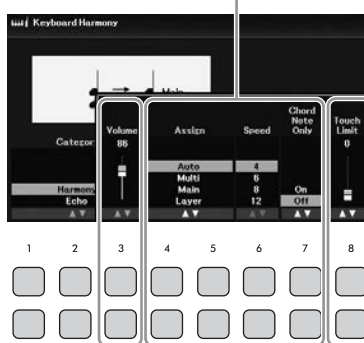 Keyboard Harmony
Main
Category
Volume
86
Assign
Speed
Chord
Note
Only
Touch
Limit
0
Auto 4
Multi 6
Harmony Main 8 On
Echo Layer 12 Off
1 2 3 4 5 6 7 8